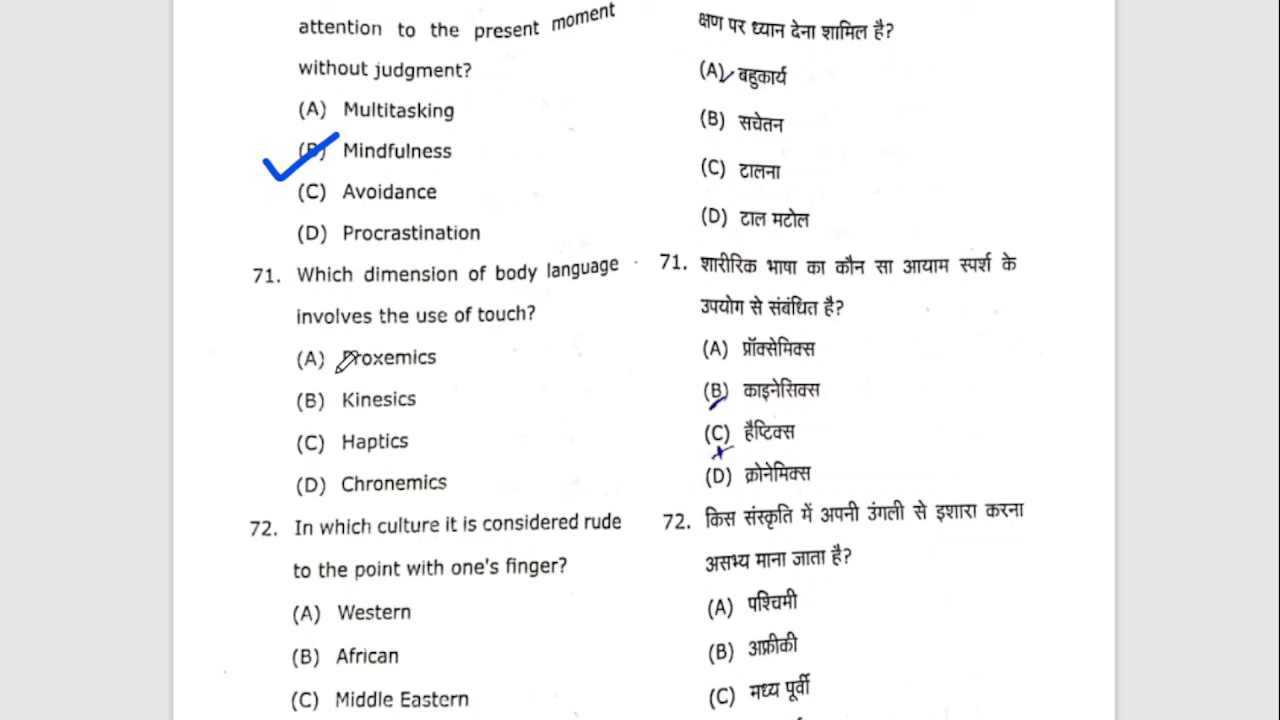 attention to the present moment
without judgment?
(A) Multitasking
(B) Mindfulness
(C) Avoidance
(D) Procrastination
71. Which dimension of body language
involves the use of touch?
(A) Proxemics
(B) Kinesics
(C) Haptics
(D) Chronemics
72. In which culture it is considered rude
to the point with one's finger?
(A) Western
(B) African
(C) Middle Eastern
क्षण पर ध्यान देना शामिल है?
(A) बहुकार्य
(B) सचेतन
(C) टालना
(D) टाल मटोल
71. शारीरिक भाषा का कौन सा आयाम स्पर्श के
उपयोग से संबंधित है?
(A) प्रॉक्सेमिक्स
(B) काइनेसिक्स
(C) हैप्टिक्स
(D) क्रोनेमिक्स
72. किस संस्कृति में अपनी उंगली से इशारा करना
असभ्य माना जाता है?
(A) पश्चिमी
(B) अफ्रीकी
(C) मध्य पूर्वी